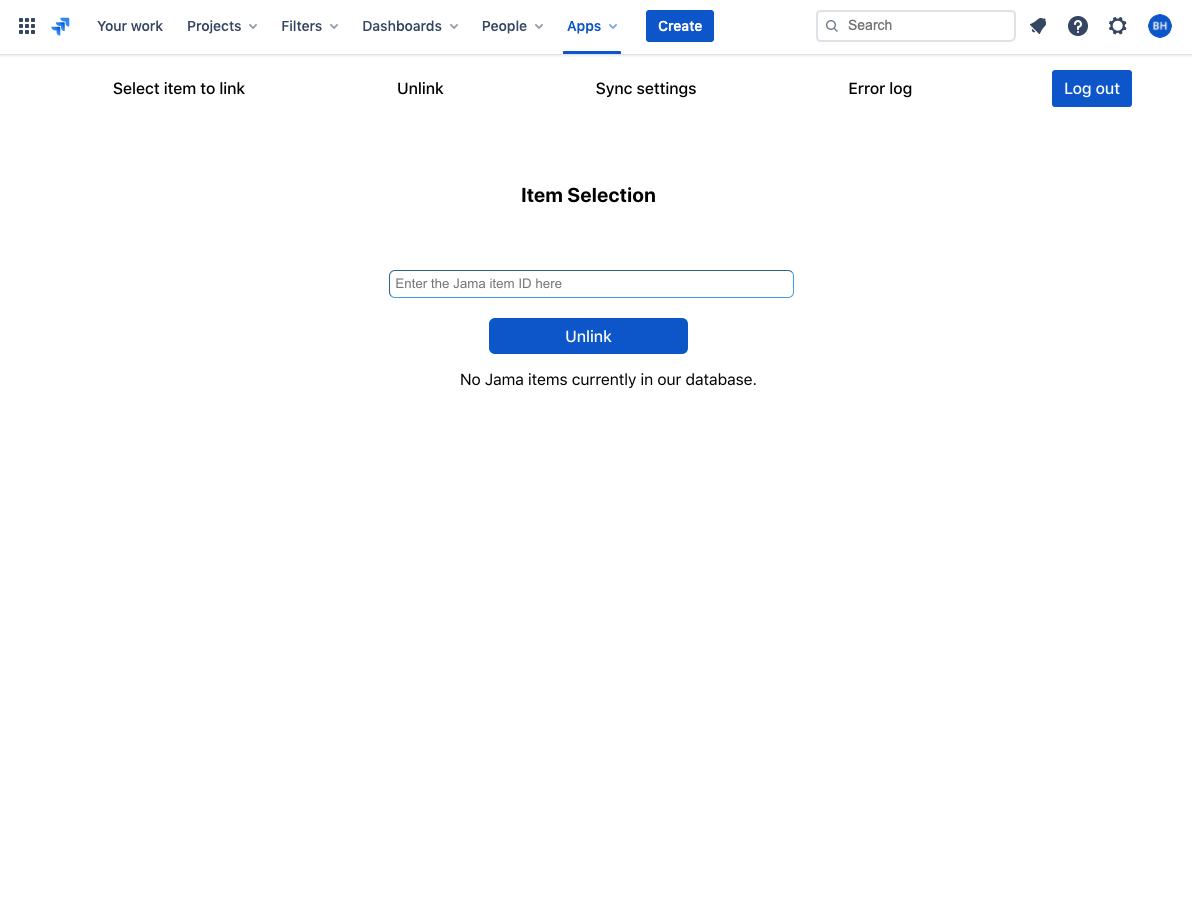 Your work Projects Filters Dashboards People Apps Create Search BH
Select item to link Unlink Sync settings Error log Log out
Item Selection
Enter the Jama item ID here
Unlink
No Jama items currently in our database.